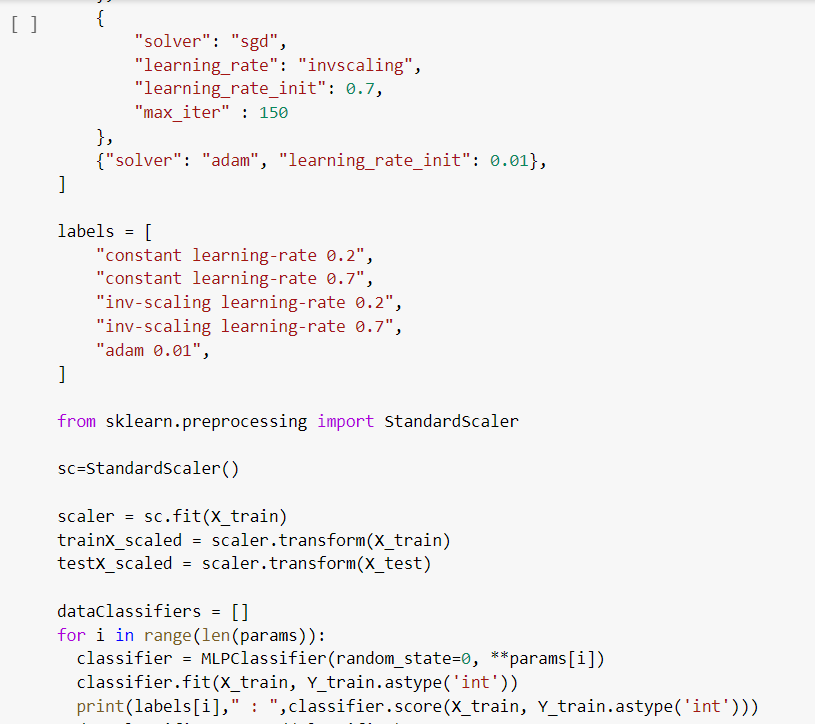 [ ]
{
"solver": "sgd",
"learning_rate": "invscaling",
"learning_rate_init": 0.7,
"max_iter" : 150
},
{"solver": "adam", "learning_rate_init": 0.01},
]
labels = [
"constant learning-rate 0.2",
"constant learning-rate 0.7",
"inv-scaling learning-rate 0.2",
"inv-scaling learning-rate 0.7",
"adam 0.01",
]
from sklearn.preprocessing import StandardScaler
sc=StandardScaler()
scaler = sc.fit(X_train)
trainX_scaled = scaler.transform(X_train)
testX_scaled = scaler.transform(X_test)
dataClassifiers = []
for i in range(len(params)):
classifier = MLPClassifier(random_state=0, **params[i])
classifier.fit(X_train, Y_train.astype('int'))
print(labels[i]," : ",classifier.score(X_train, Y_train.astype('int')))